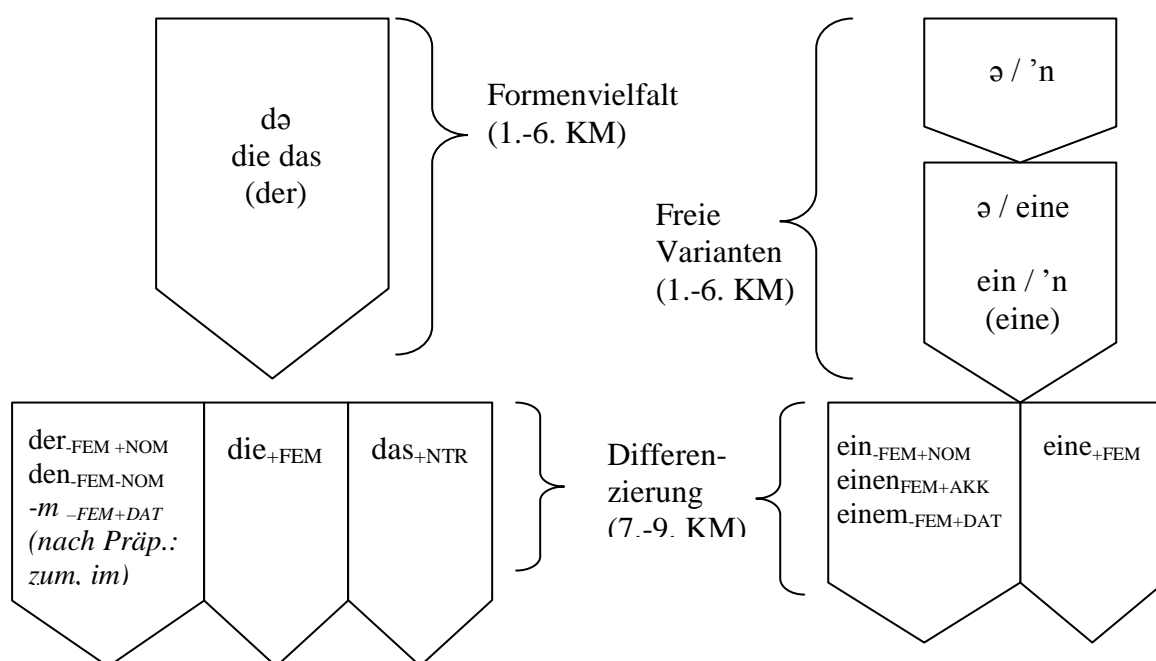 də
die das
(der)
Formenvielfalt
(1.-6. KM)
ə / ’n
ə / eine
ein / ’n
(eine)
Freie
Varianten
(1.-6. KM)
der-FEM +NOM
den-FEM-NOM
-m –FEM+DAT
(nach Präp.:
zum, im)
die+FEM
das+NTR
Differen-
zierung
(7.-9. KM)
ein-FEM+NOM
einenFEM+AKK
einem-FEM+DAT
eine+FEM